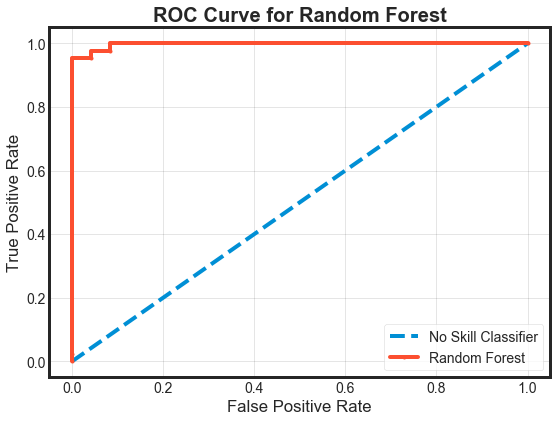 ROC Curve for Random Forest
True Positive Rate
1.0
0.8
0.6
0.4
0.2
0.0
0.0 0.2 0.4 0.6 0.8 1.0
False Positive Rate
No Skill Classifier
Random Forest